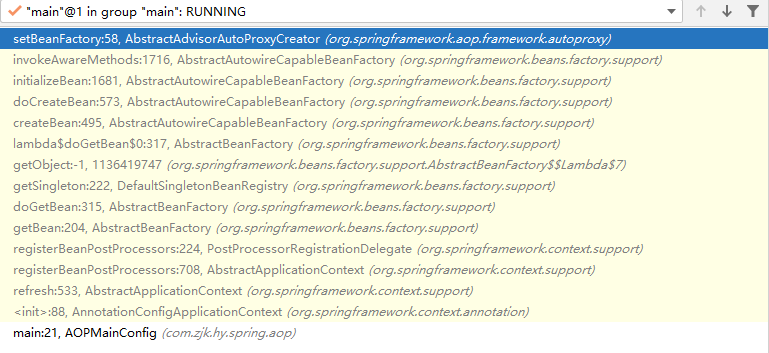 "main"@1 in group "main": RUNNING
setBeanFactory:58, AbstractAdvisorAutoProxyCreator (org.springframework.aop.framework.autoproxy)
invokeAwareMethods:1716, AbstractAutowireCapableBeanFactory (org.springframework.beans.factory.support)
initializeBean:1681, AbstractAutowireCapableBeanFactory (org.springframework.beans.factory.support)
doCreateBean:573, AbstractAutowireCapableBeanFactory (org.springframework.beans.factory.support)
createBean:495, AbstractAutowireCapableBeanFactory (org.springframework.beans.factory.support)
lambda$doGetBean$0:317, AbstractBeanFactory (org.springframework.beans.factory.support)
getObject:-1, 1136419747 (org.springframework.beans.factory.support.AbstractBeanFactory$$Lambda$7)
getSingleton:222, DefaultSingletonBeanRegistry (org.springframework.beans.factory.support)
doGetBean:315, AbstractBeanFactory (org.springframework.beans.factory.support)
getBean:204, AbstractBeanFactory (org.springframework.beans.factory.support)
registerBeanPostProcessors:224, PostProcessorRegistrationDelegate (org.springframework.context.support)
registerBeanPostProcessors:708, AbstractApplicationContext (org.springframework.context.support)
refresh:533, AbstractApplicationContext (org.springframework.context.support)
<init>:88, AnnotationConfigApplicationContext (org.springframework.context.annotation)
main:21, AOPMainConfig (com.zjk.hy.spring.aop)